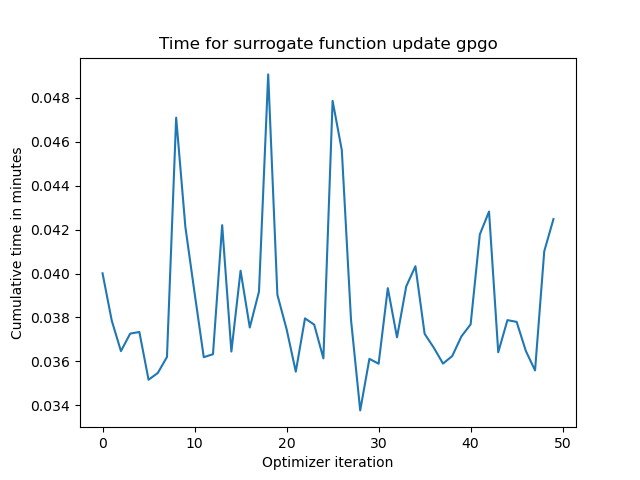 Time for surrogate function update gpgo
Cumulative time in minutes
0.048
0.046
0.044
0.042
0.040
0.038
0.036
0.034
0 10 20 30 40 50
Optimizer iteration